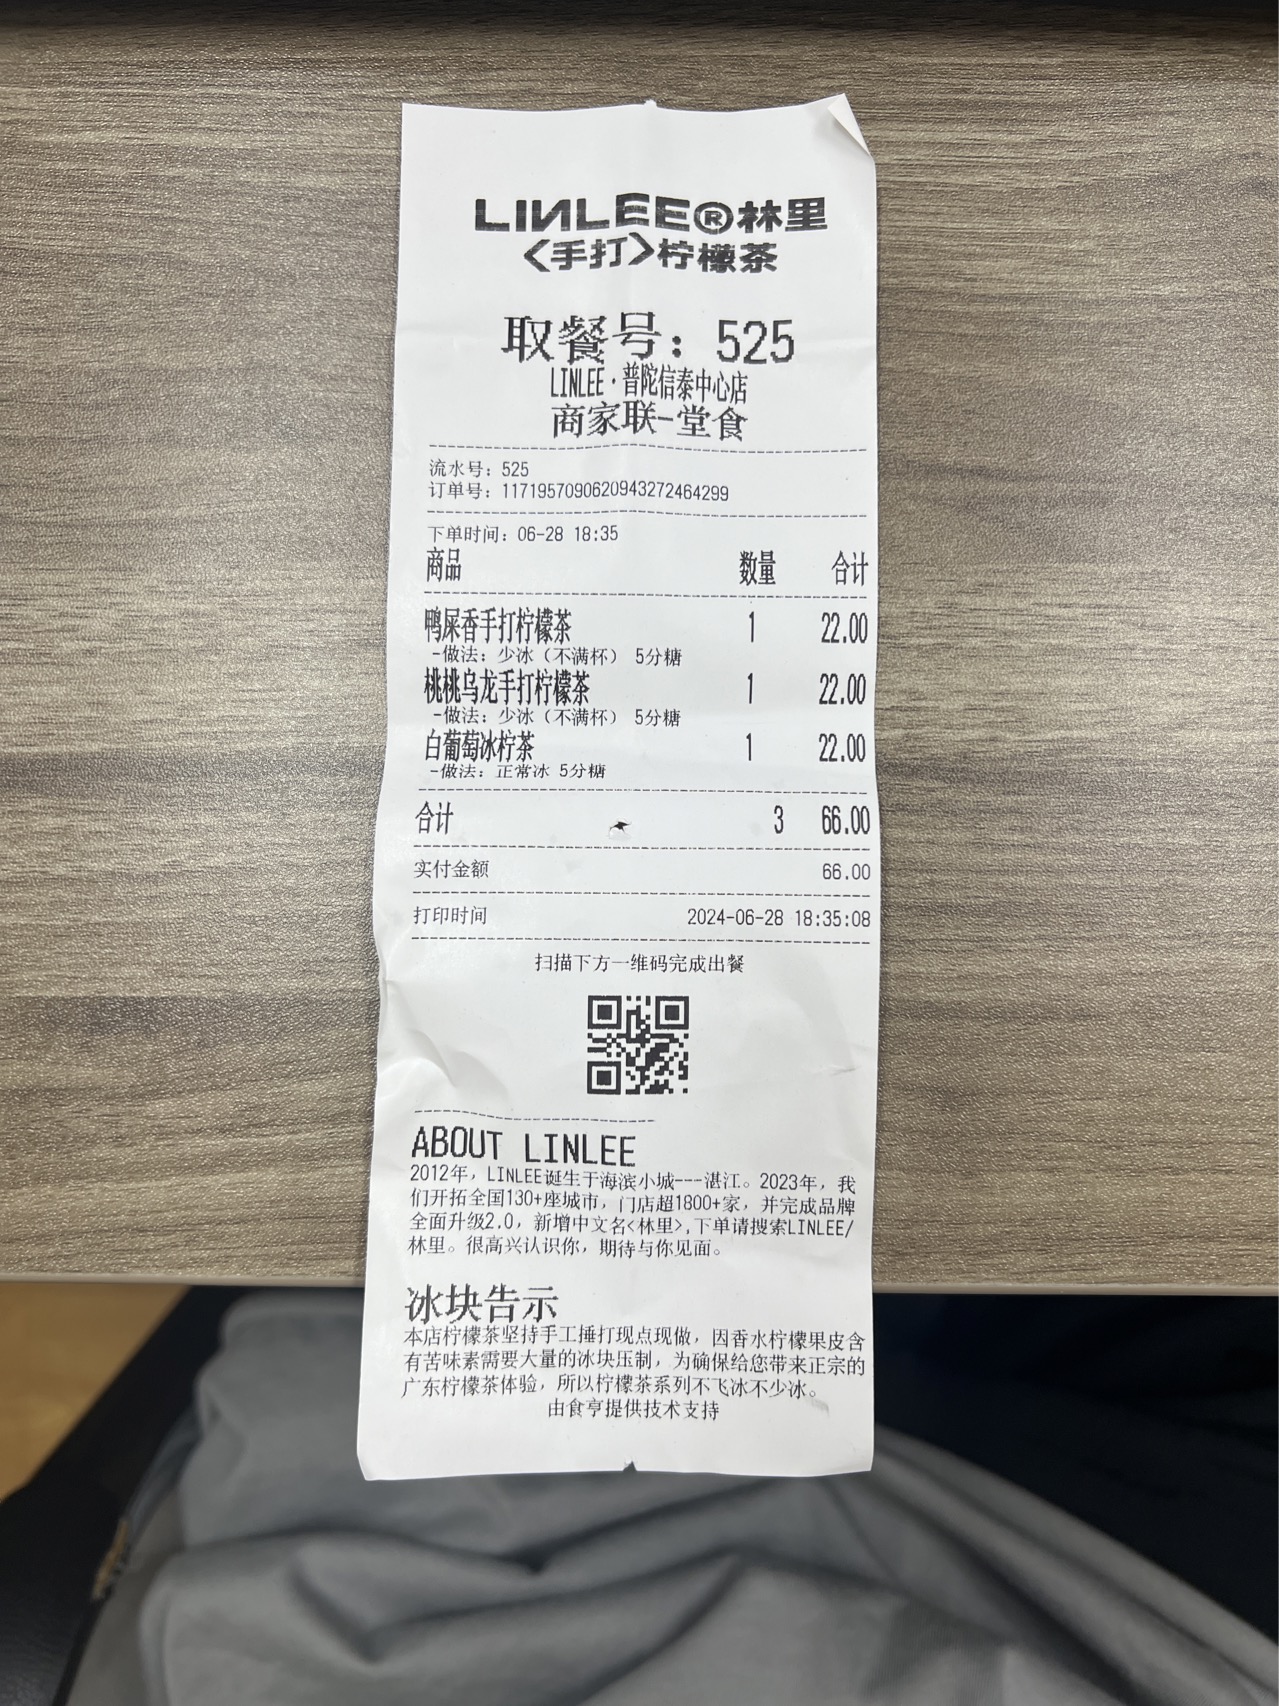 LINLEE®林里
<手打>柠檬茶
取餐号：525
LINLEE·普陀信泰中心店
商家联-堂食
流水号：525
订单号：1171957090620943272464299
下单时间：06-28 18:35
商品 数量 合计
鸭屎香手打柠檬茶 1 22.00
-做法：少冰（不满杯） 5分糖
桃桃乌龙手打柠檬茶 1 22.00
-做法：少冰（不满杯） 5分糖
白葡萄冰柠茶 1 22.00
-做法：正常冰 5分糖
合计 3 66.00
实付金额 66.00
打印时间 2024-06-28 18:35:08
扫描下方一维码完成出餐
ABOUT LINLEE
2012年，LINLEE诞生于海滨小城---湛江。2023年，我
们开拓全国130+座城市，门店超1800+家，并完成品牌
全面升级2.0，新增中文名<林里>,下单请搜索LINLEE/
林里。很高兴认识你，期待与你见面。
冰块告示
本店柠檬茶坚持手工捶打现点现做，因香水柠檬果皮含
有苦味素需要大量的冰块压制，为确保给您带来正宗的
广东柠檬茶体验，所以柠檬茶系列不飞冰不少冰。
由食亨提供技术支持